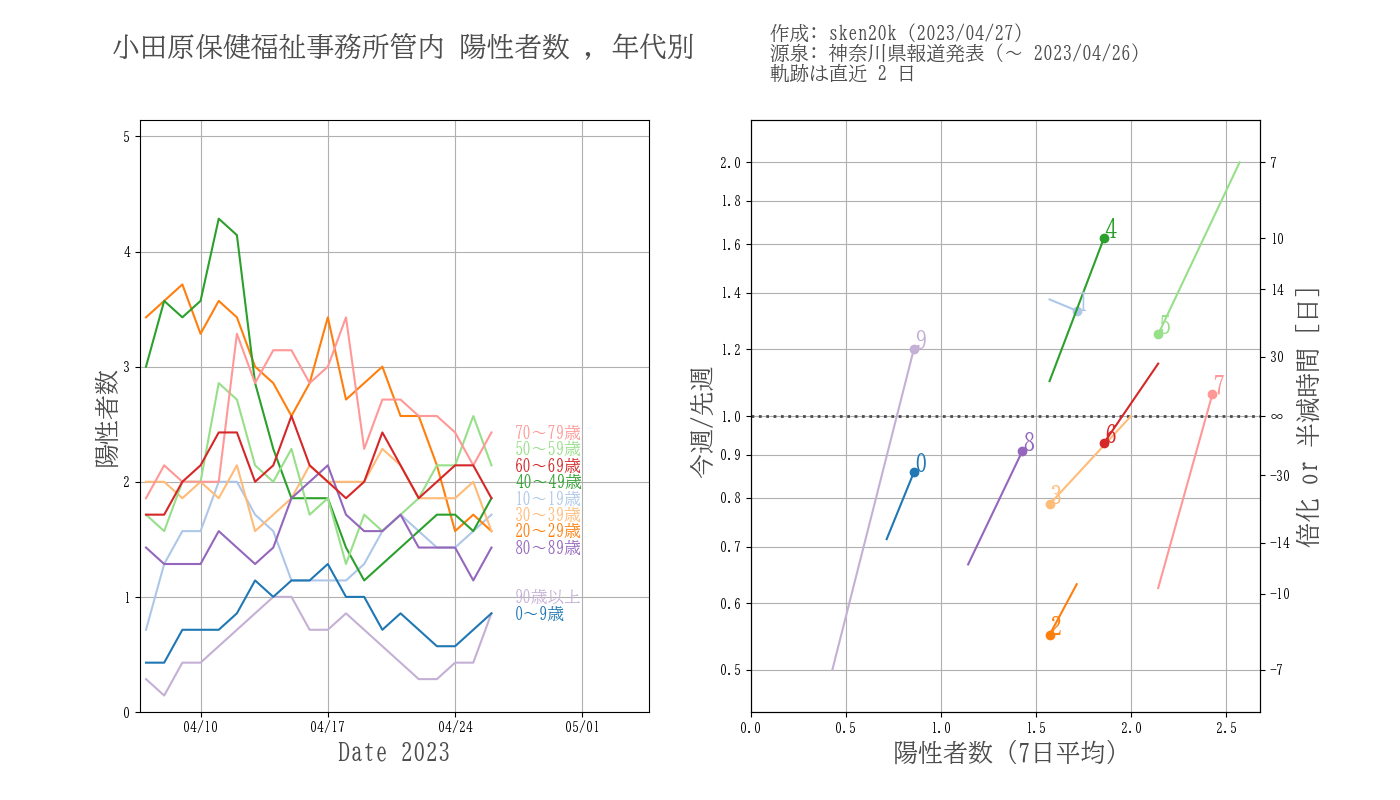 小田原保健福祉事務所管内 陽性者数 , 年代別
作成: sken20k (2023/04/27)
源泉: 神奈川県報道発表 (〜 2023/04/26)
軌跡は直近 2 日
陽性者数
5
4
3
2
1
0
04/10
04/17
04/24
05/01
Date 2023
70〜79歳
50〜59歳
60〜69歳
40〜49歳
10〜19歳
30〜39歳
20〜29歳
80〜89歳
90歳以上
0〜9歳
今週/先週
2.0
1.8
1.6
1.4
1.2
1.0
0.9
0.8
0.7
0.6
0.5
0.0
0.5
1.0
1.5
2.0
2.5
陽性者数 (7日平均)
4
1
5
9
7
6
8
0
3
2
7
10
14
30
∞
−30
−14
−10
−7
倍化 or 半減時間 [日]